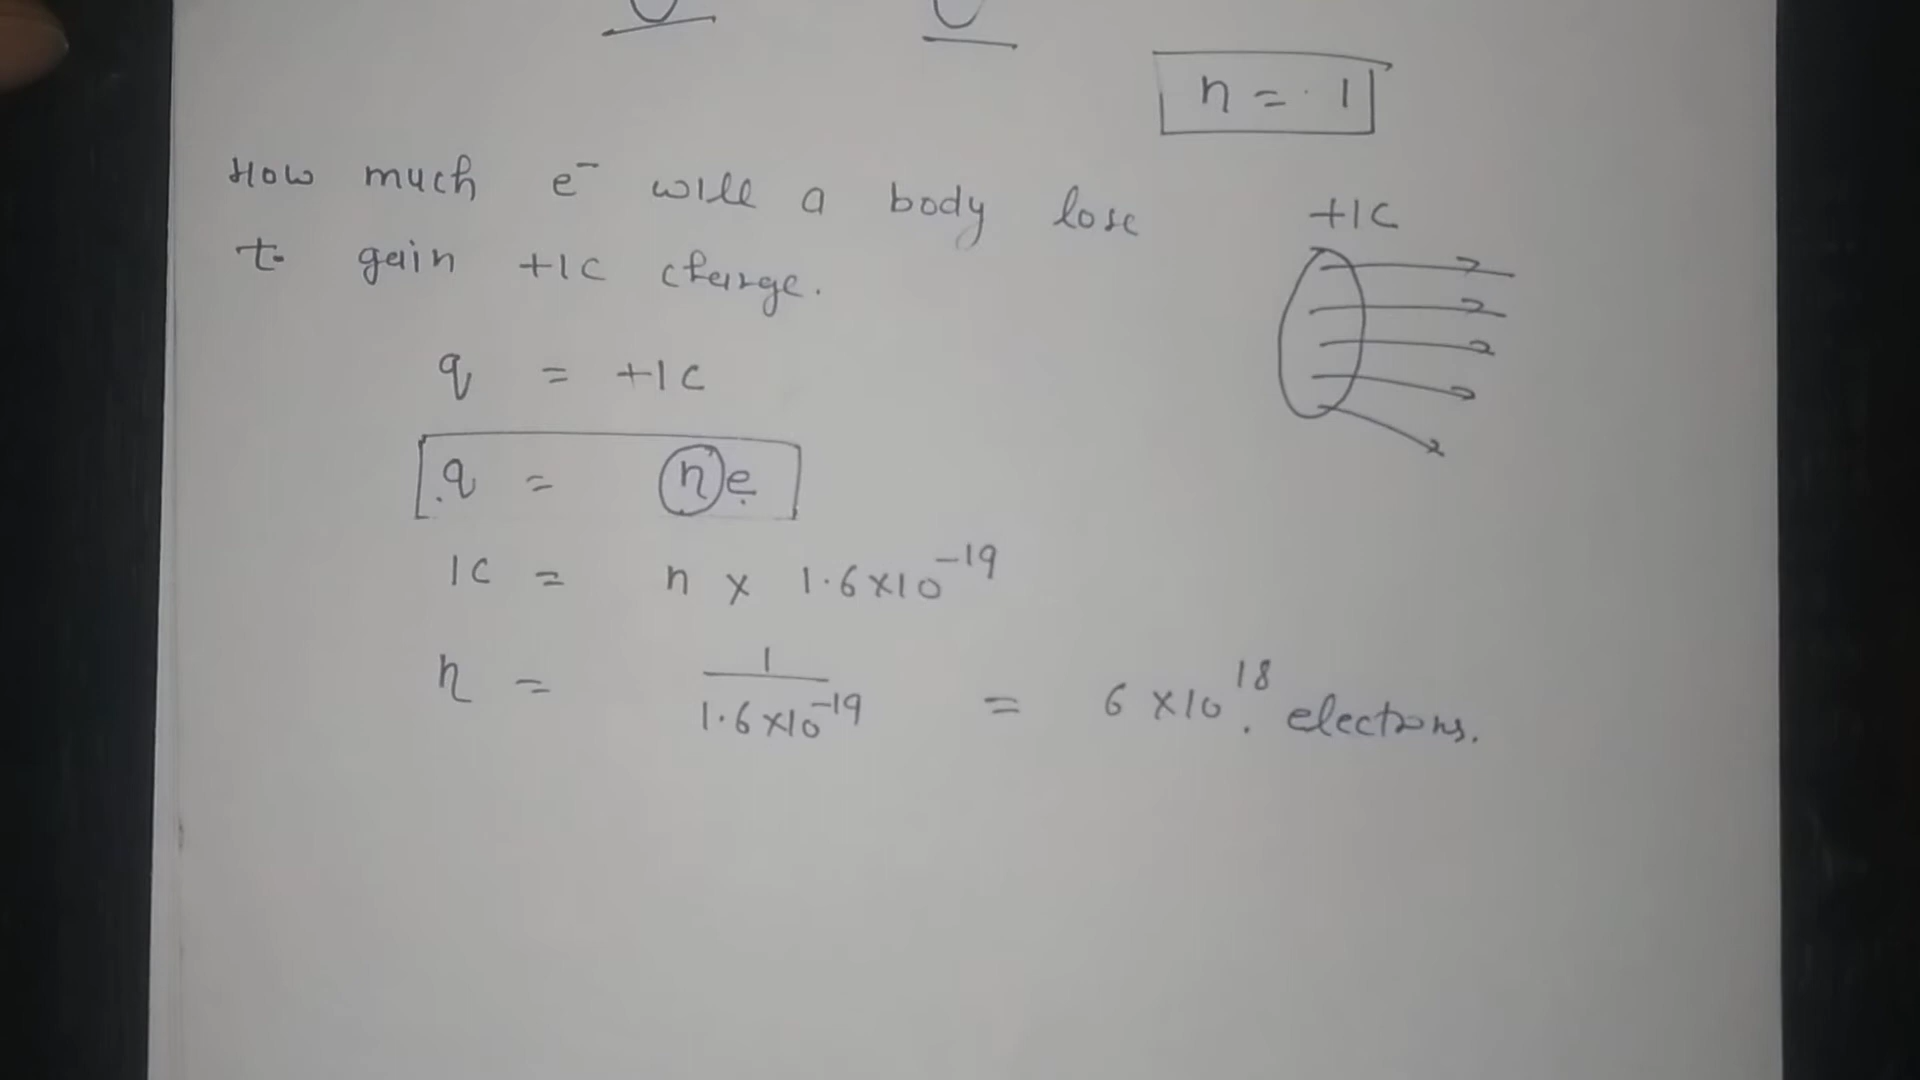 n = 1
How much e⁻ will a body lose
to gain +1C charge.
+1C
q = +1C
q = ne
1C = n × 1.6×10⁻¹⁹
n = 1 / 1.6×10⁻¹⁹ = 6×10¹⁸ electrons.